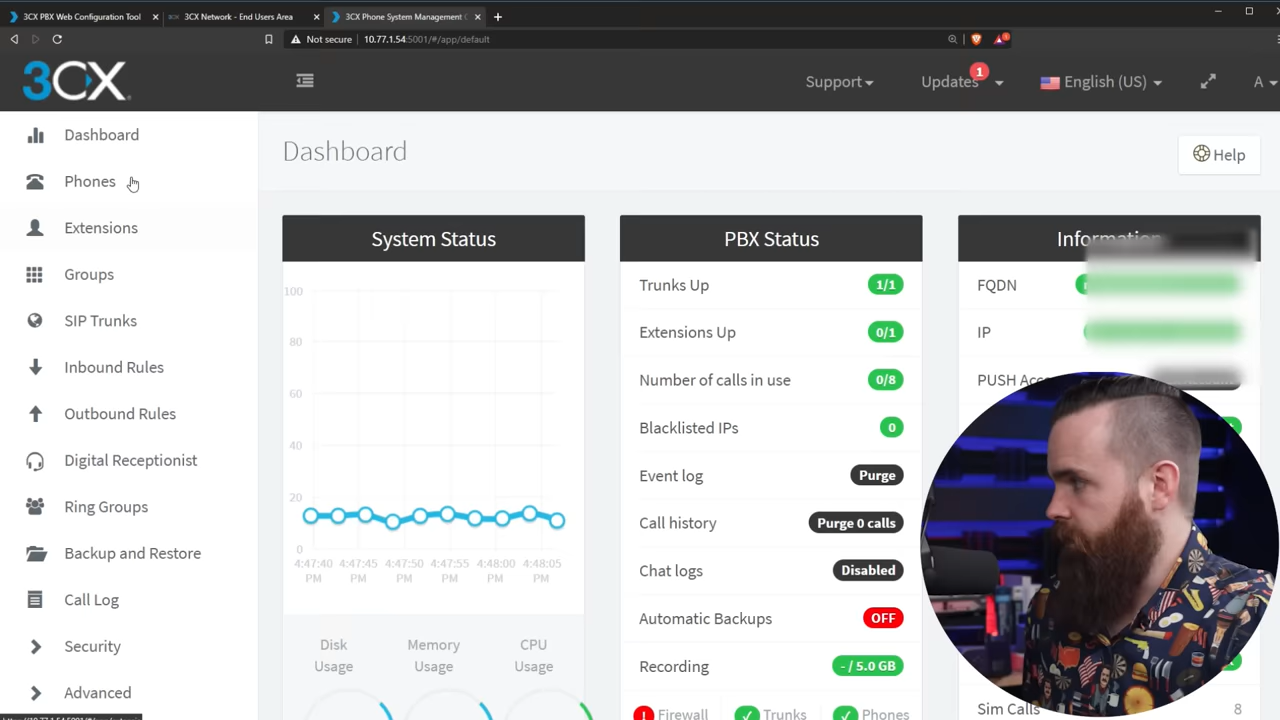 3CX PBX Web Configuration Tool
3CX Network - End Users Area
3CX Phone System Management
Not secure 10.77.1.54:5001/#/app/default
3CX
Support
Updates 1
English (US)
A
Dashboard
Phones
Extensions
Groups
SIP Trunks
Inbound Rules
Outbound Rules
Digital Receptionist
Ring Groups
Backup and Restore
Call Log
Security
Advanced
Dashboard
Help
System Status
100
80
60
40
20
0
4:47:40 PM
4:47:45 PM
4:47:50 PM
4:47:55 PM
4:48:00 PM
4:48:05 PM
Disk Usage
Memory Usage
CPU Usage
PBX Status
Trunks Up 1/1
Extensions Up 0/1
Number of calls in use 0/8
Blacklisted IPs 0
Event log Purge
Call history Purge 0 calls
Chat logs Disabled
Automatic Backups OFF
Recording - / 5.0 GB
Firewall Trunks Phones
Information
FQDN
IP
PUSH
Sim Calls 8